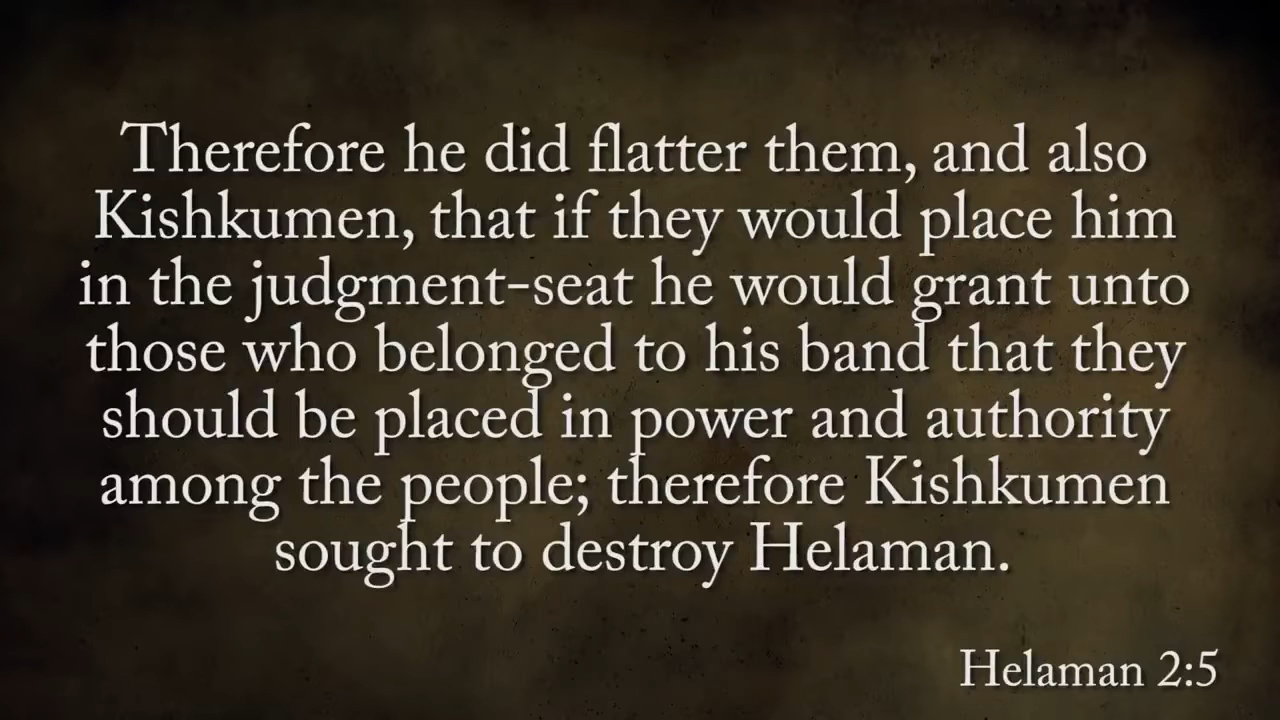 Therefore he did flatter them, and also
Kishkumen, that if they would place him
in the judgment-seat he would grant unto
those who belonged to his band that they
should be placed in power and authority
among the people; therefore Kishkumen
sought to destroy Helaman.
Helaman 2:5